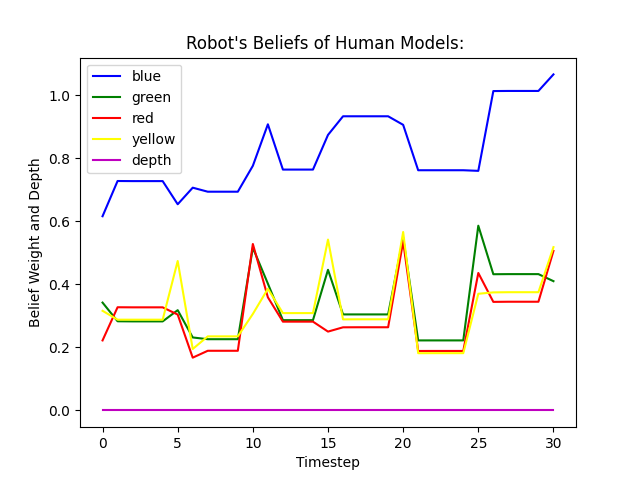 Robot's Beliefs of Human Models:
blue
green
red
yellow
depth
Belief Weight and Depth
1.0
0.8
0.6
0.4
0.2
0.0
0 5 10 15 20 25 30
Timestep